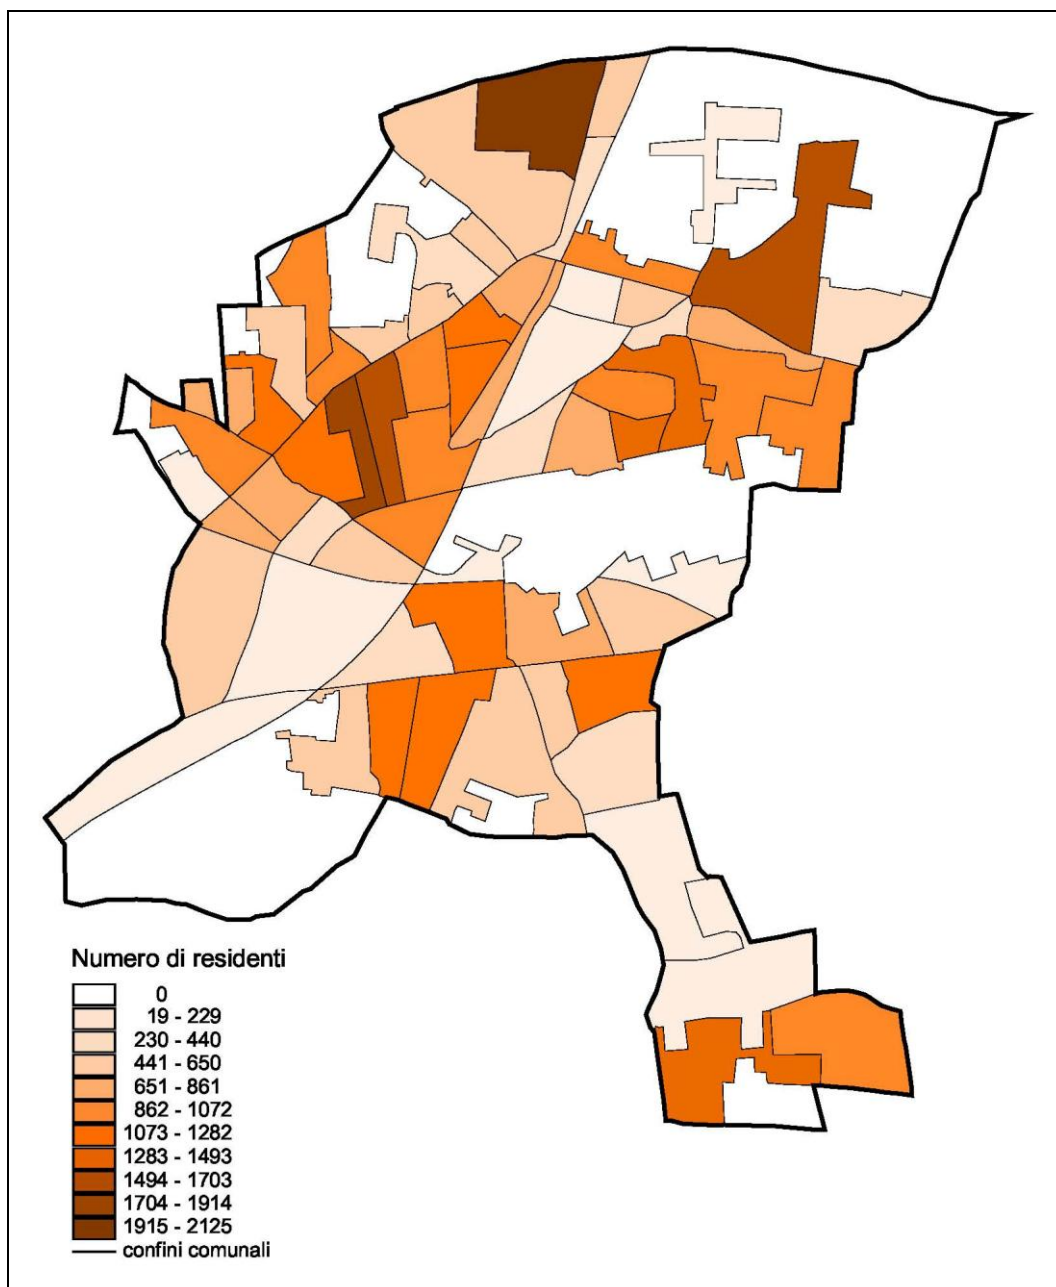 Numero di residenti
0
19 - 229
230 - 440
441 - 650
651 - 861
862 - 1072
1073 - 1282
1283 - 1493
1494 - 1703
1704 - 1914
1915 - 2125
confini comunali